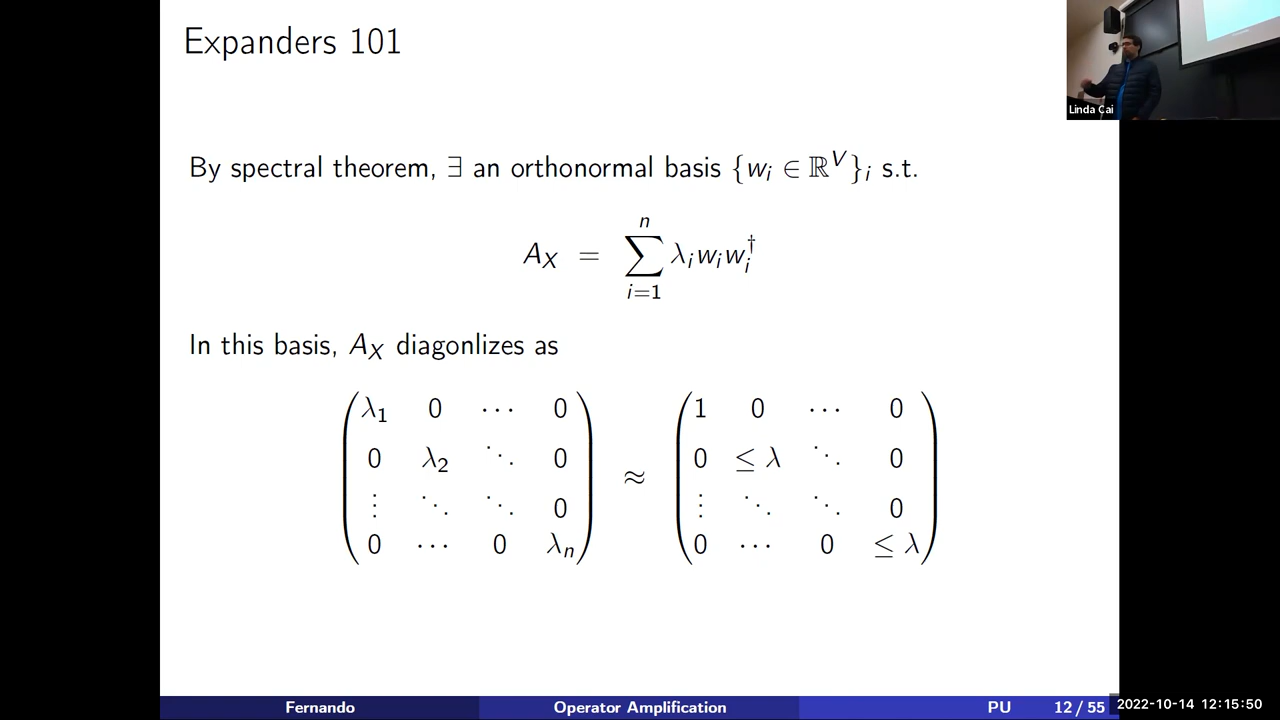 Expanders 101
Linda Cai
By spectral theorem, ∃ an orthonormal basis {w_i ∈ ℝ^V}_i s.t.
A_X = ∑_{i=1}^{n} λ_i w_i w_i^†
In this basis, A_X diagonlizes as
λ_1 0 ⋯ 0
0 λ_2 ⋱ 0
⋮ ⋱ ⋱ 0
0 ⋯ 0 λ_n
≈
1 0 ⋯ 0
0 ≤ λ ⋱ 0
⋮ ⋱ ⋱ 0
0 ⋯ 0 ≤ λ
Fernando Operator Amplification PU 12 / 55
2022-10-14 12:15:50